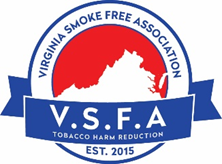 VIRGINIA SMOKE FREE ASSOCIATION
V.S.F.A
TOBACCO HARM REDUCTION
EST. 2015